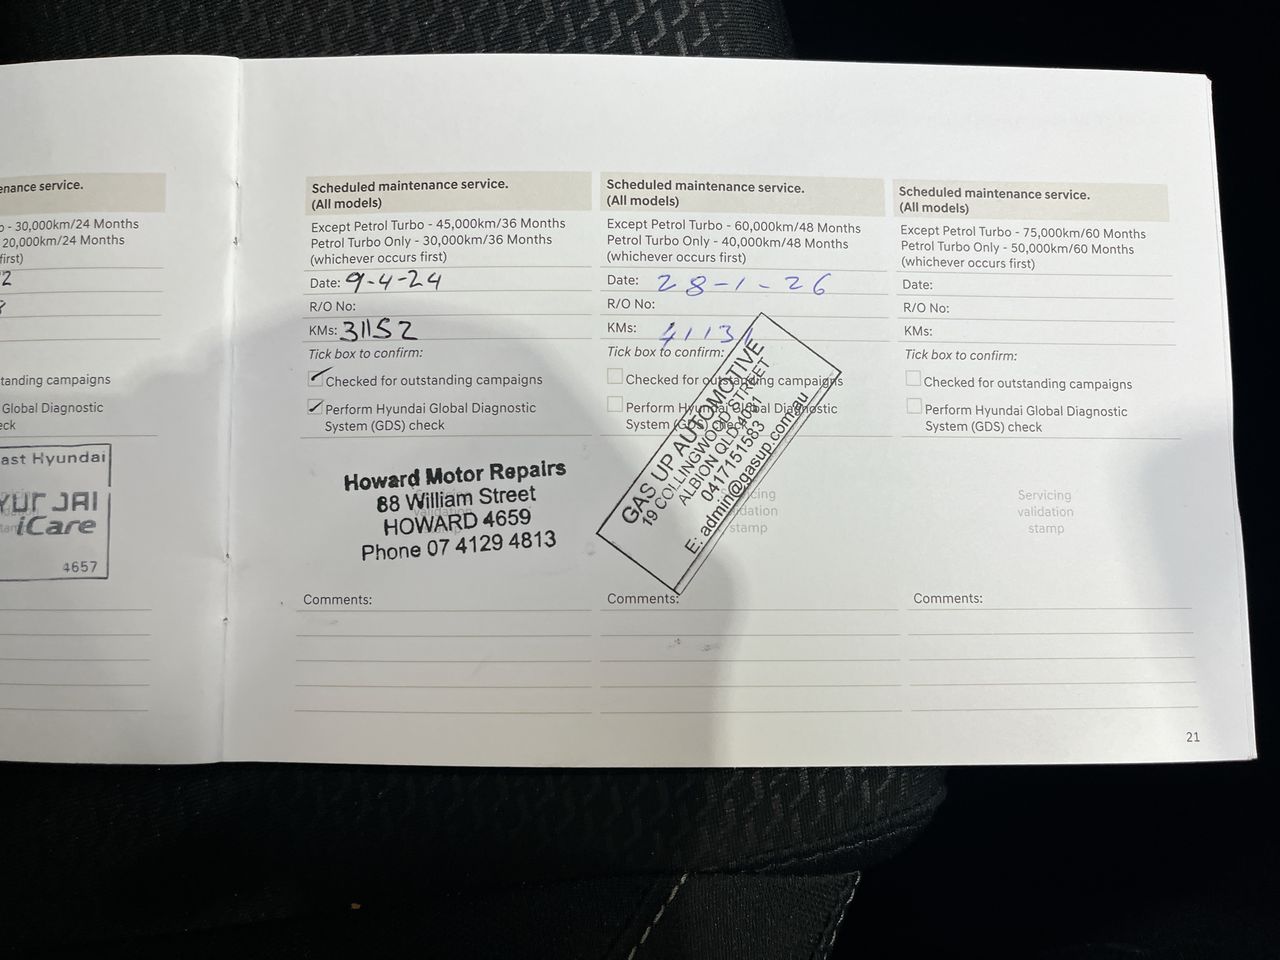 enance service.
o - 30,000km/24 Months
20,000km/24 Months
first)
2
tanding campaigns
Global Diagnostic
eck
ast Hyundai
iCare
4657
Scheduled maintenance service.
(All models)
Except Petrol Turbo - 45,000km/36 Months
Petrol Turbo Only - 30,000km/36 Months
(whichever occurs first)
Date: 9-4-24
R/O No:
KMs: 31152
Tick box to confirm:
Checked for outstanding campaigns
Perform Hyundai Global Diagnostic
System (GDS) check
Howard Motor Repairs
88 William Street
HOWARD 4659
Phone 07 4129 4813
Comments:
Scheduled maintenance service.
(All models)
Except Petrol Turbo - 60,000km/48 Months
Petrol Turbo Only - 40,000km/48 Months
(whichever occurs first)
Date: 28-1-26
R/O No:
KMs:
Tick box to confirm:
Checked for outstanding campaigns
Perform Hyundai Global Diagnostic
System (GDS) check
GAS UP AUTOMOTIVE
19 COLLINGWOOD STREET
ALBION QLD 4001
0417151583
E: admin@gasup.com.au
Servicing
validation
stamp
Comments:
Scheduled maintenance service.
(All models)
Except Petrol Turbo - 75,000km/60 Months
Petrol Turbo Only - 50,000km/60 Months
(whichever occurs first)
Date:
R/O No:
KMs:
Tick box to confirm:
Checked for outstanding campaigns
Perform Hyundai Global Diagnostic
System (GDS) check
Servicing
validation
stamp
Comments:
21